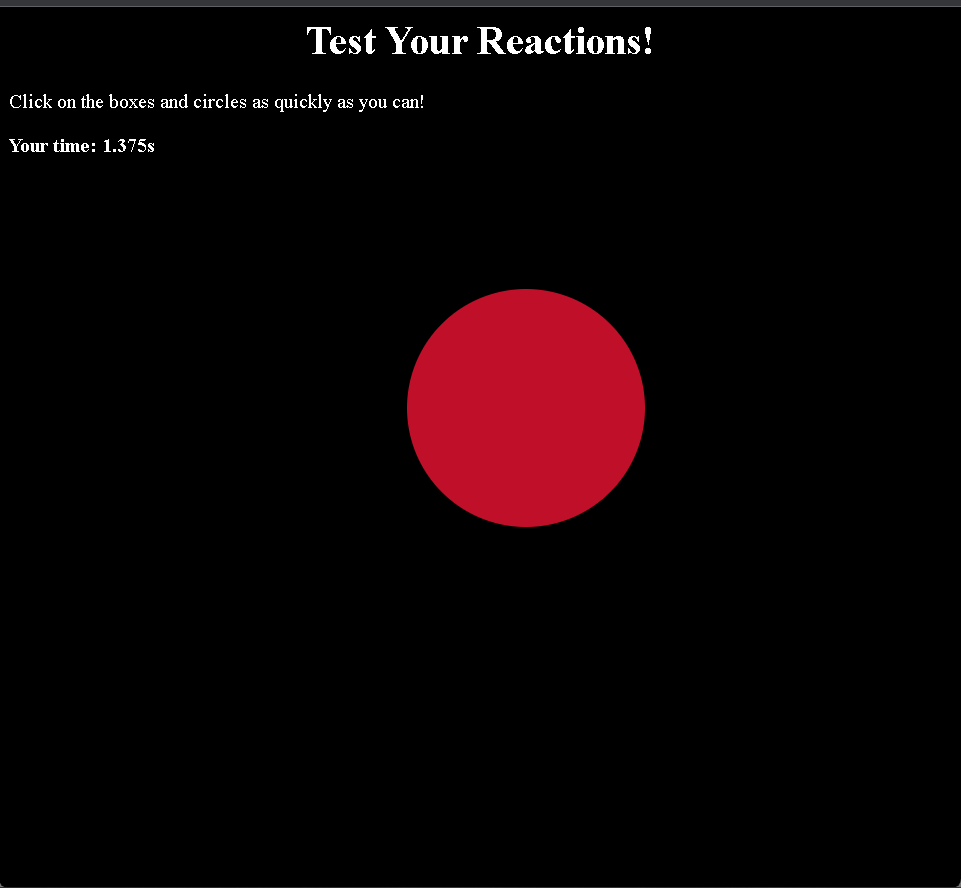 Test Your Reactions!
Click on the boxes and circles as quickly as you can!
Your time: 1.375s